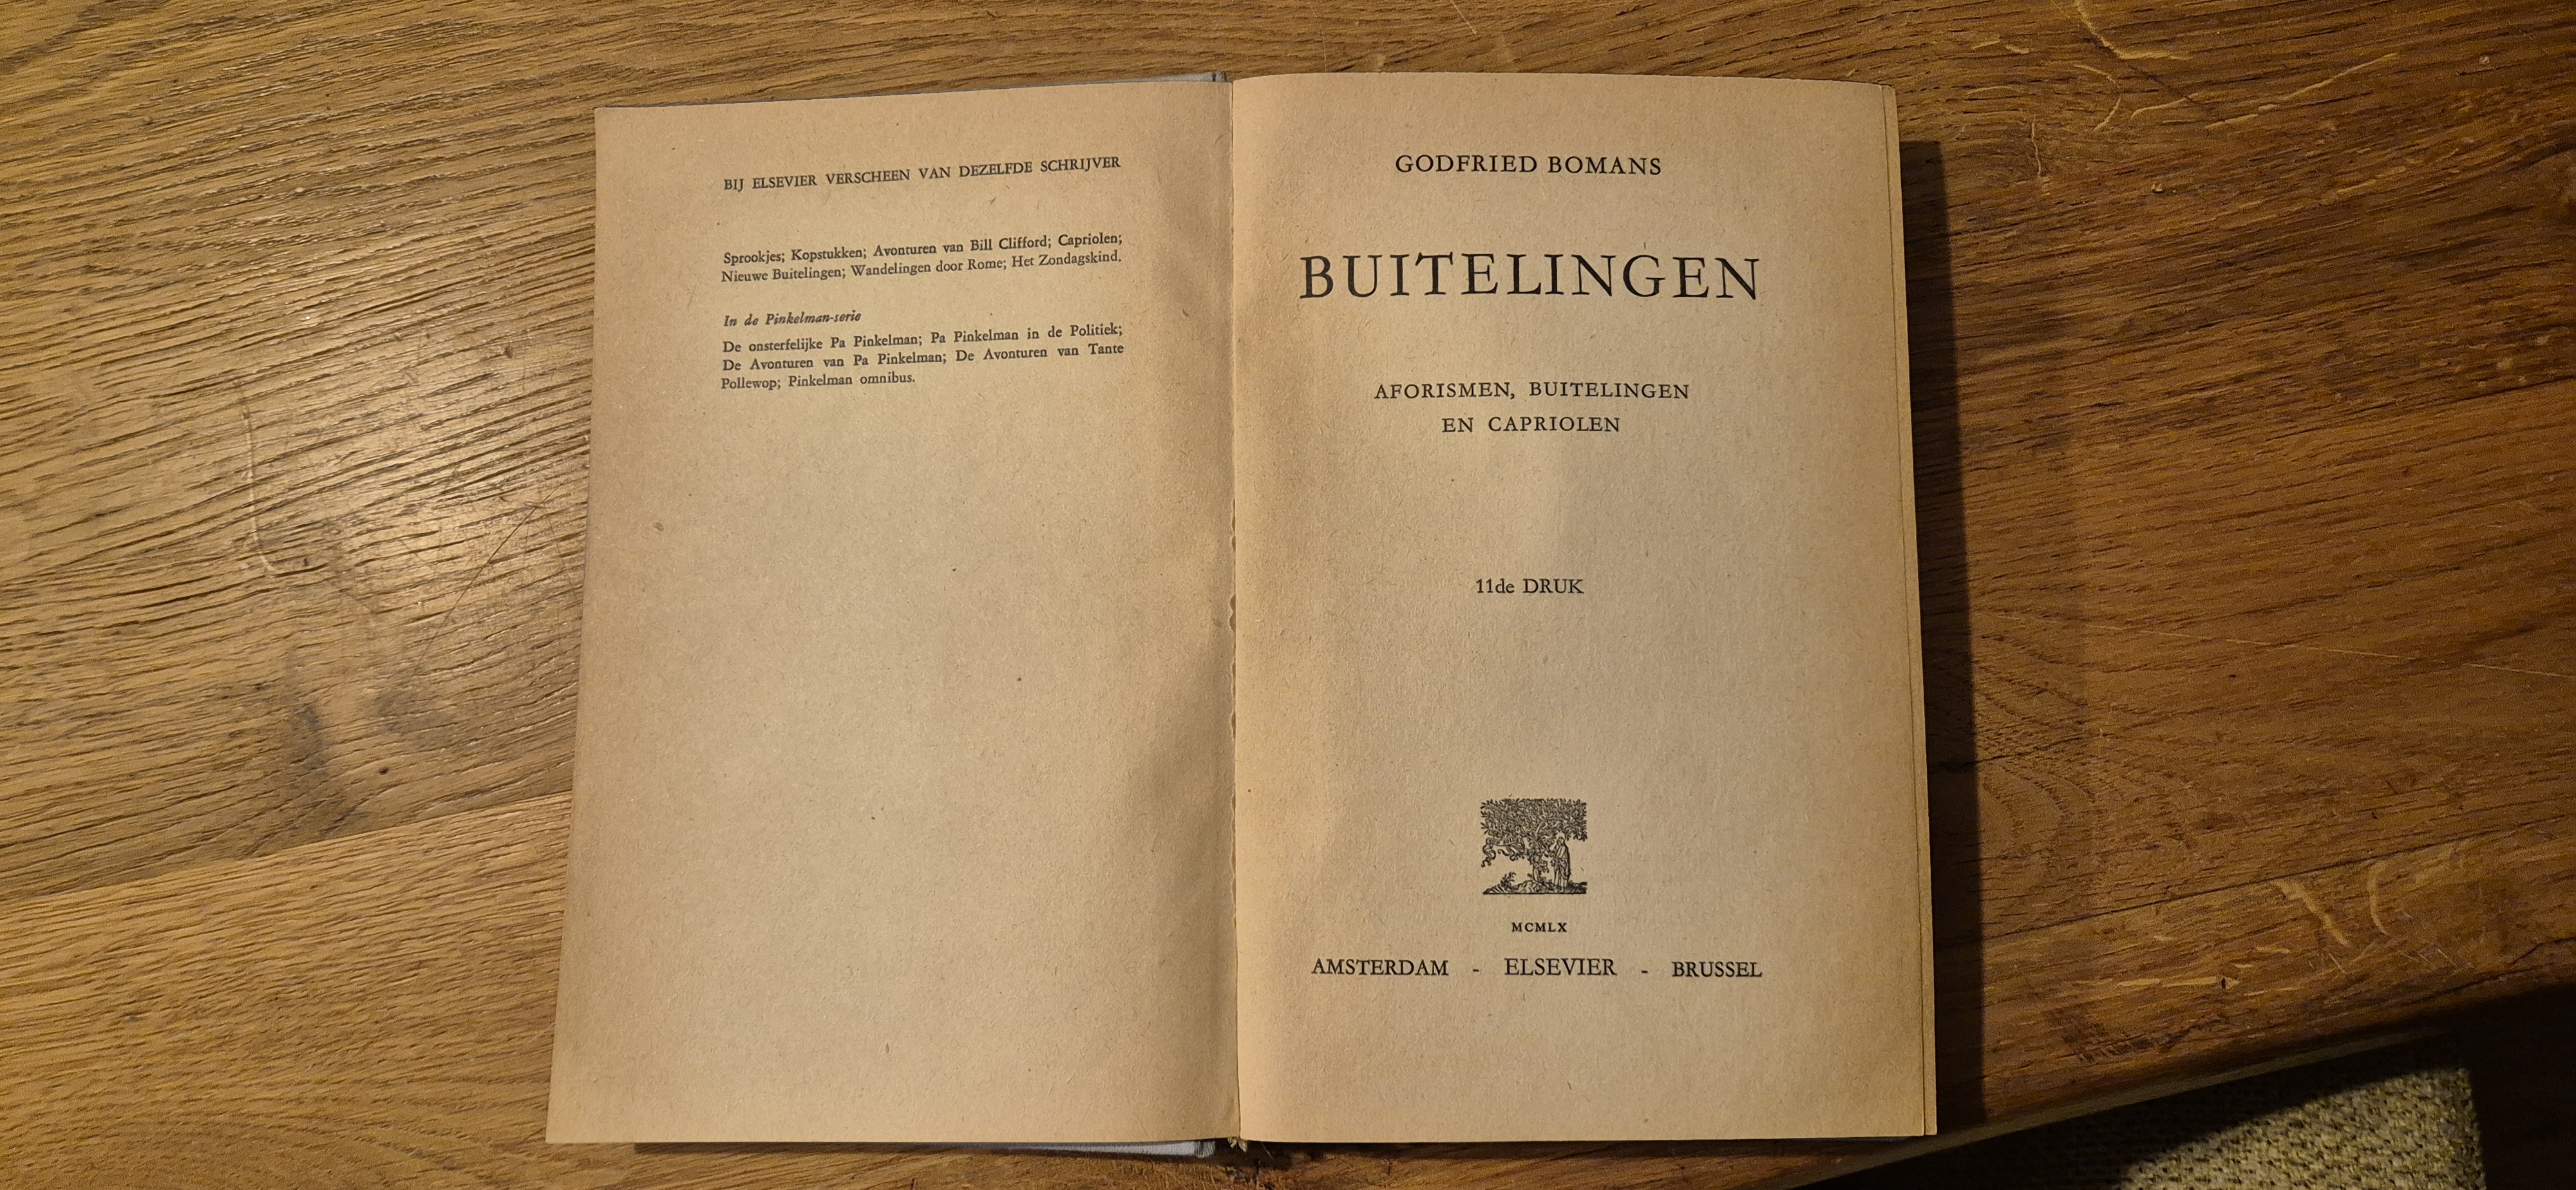 BIJ ELSEVIER VERSCHEEN VAN DEZELFDE SCHRIJVER
Sprookjes; Kopstukken; Avonturen van Bill Clifford; Capriolen;
Nieuwe Buitelingen; Wandelingen door Rome; Het Zondagskind.
In de Pinkelman-serie
De onsterfelijke Pa Pinkelman; Pa Pinkelman in de Politiek;
De Avonturen van Pa Pinkelman; De Avonturen van Tante
Pollewop; Pinkelman omnibus.
GODFRIED BOMANS
BUITELINGEN
AFORISMEN, BUITELINGEN
EN CAPRIOLEN
11de DRUK
MCMLX
AMSTERDAM - ELSEVIER - BRUSSEL